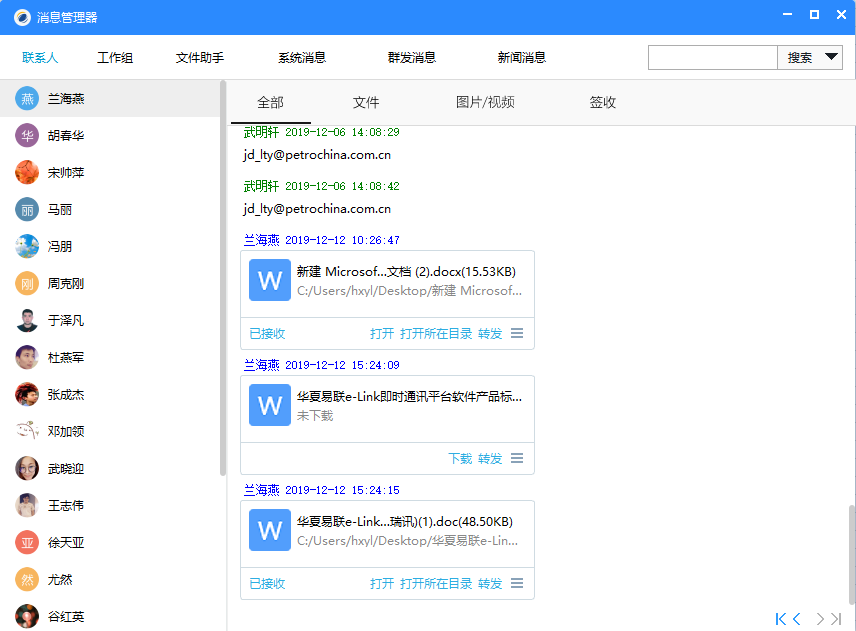 消息管理器
联系人 工作组 文件助手 系统消息 群发消息 新闻消息 搜索
全部 文件 图片/视频 签收
燕 兰海燕
华 胡春华
宋帅萍
丽 马丽
冯朋
刚 周克刚
于泽凡
杜燕军
张成杰
邓加领
武晓迎
王志伟
亚 徐天亚
然 尤然
谷红英
武明轩 2019-12-06 14:08:29
jd_lty@petrochina.com.cn
武明轩 2019-12-06 14:08:42
jd_lty@petrochina.com.cn
兰海燕 2019-12-12 10:26:47
W 新建 Microsof...文档 (2).docx(15.53KB)
C:/Users/hxyl/Desktop/新建 Microsof...
已接收 打开 打开所在目录 转发
兰海燕 2019-12-12 15:24:09
W 华夏易联e-Link即时通讯平台软件产品标...
未下载
下载 转发
兰海燕 2019-12-12 15:24:15
W 华夏易联e-Link...瑞讯)(1).doc(48.50KB)
C:/Users/hxyl/Desktop/华夏易联e-Lin...
已接收 打开 打开所在目录 转发